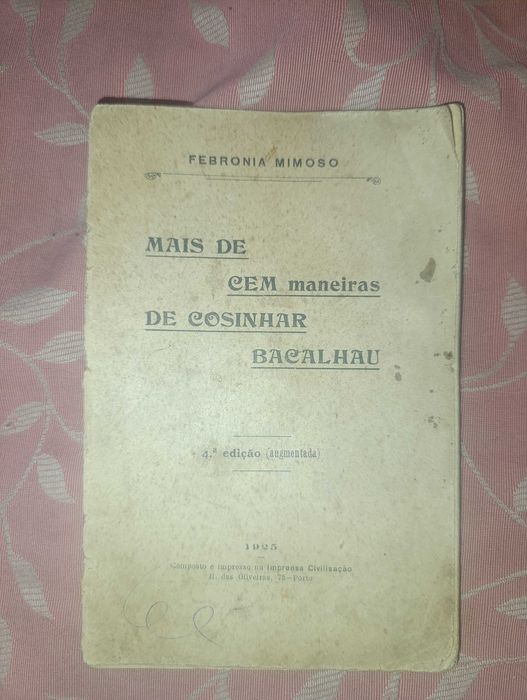 FEBRONIA MIMOSO
MAIS DE
CEM maneiras
DE COSINHAR
BACALHAU
4.ª edição (augmentada)
1925
Composto e impresso na Imprensa Civilisação
R. das Oliveiras, 75—Porto